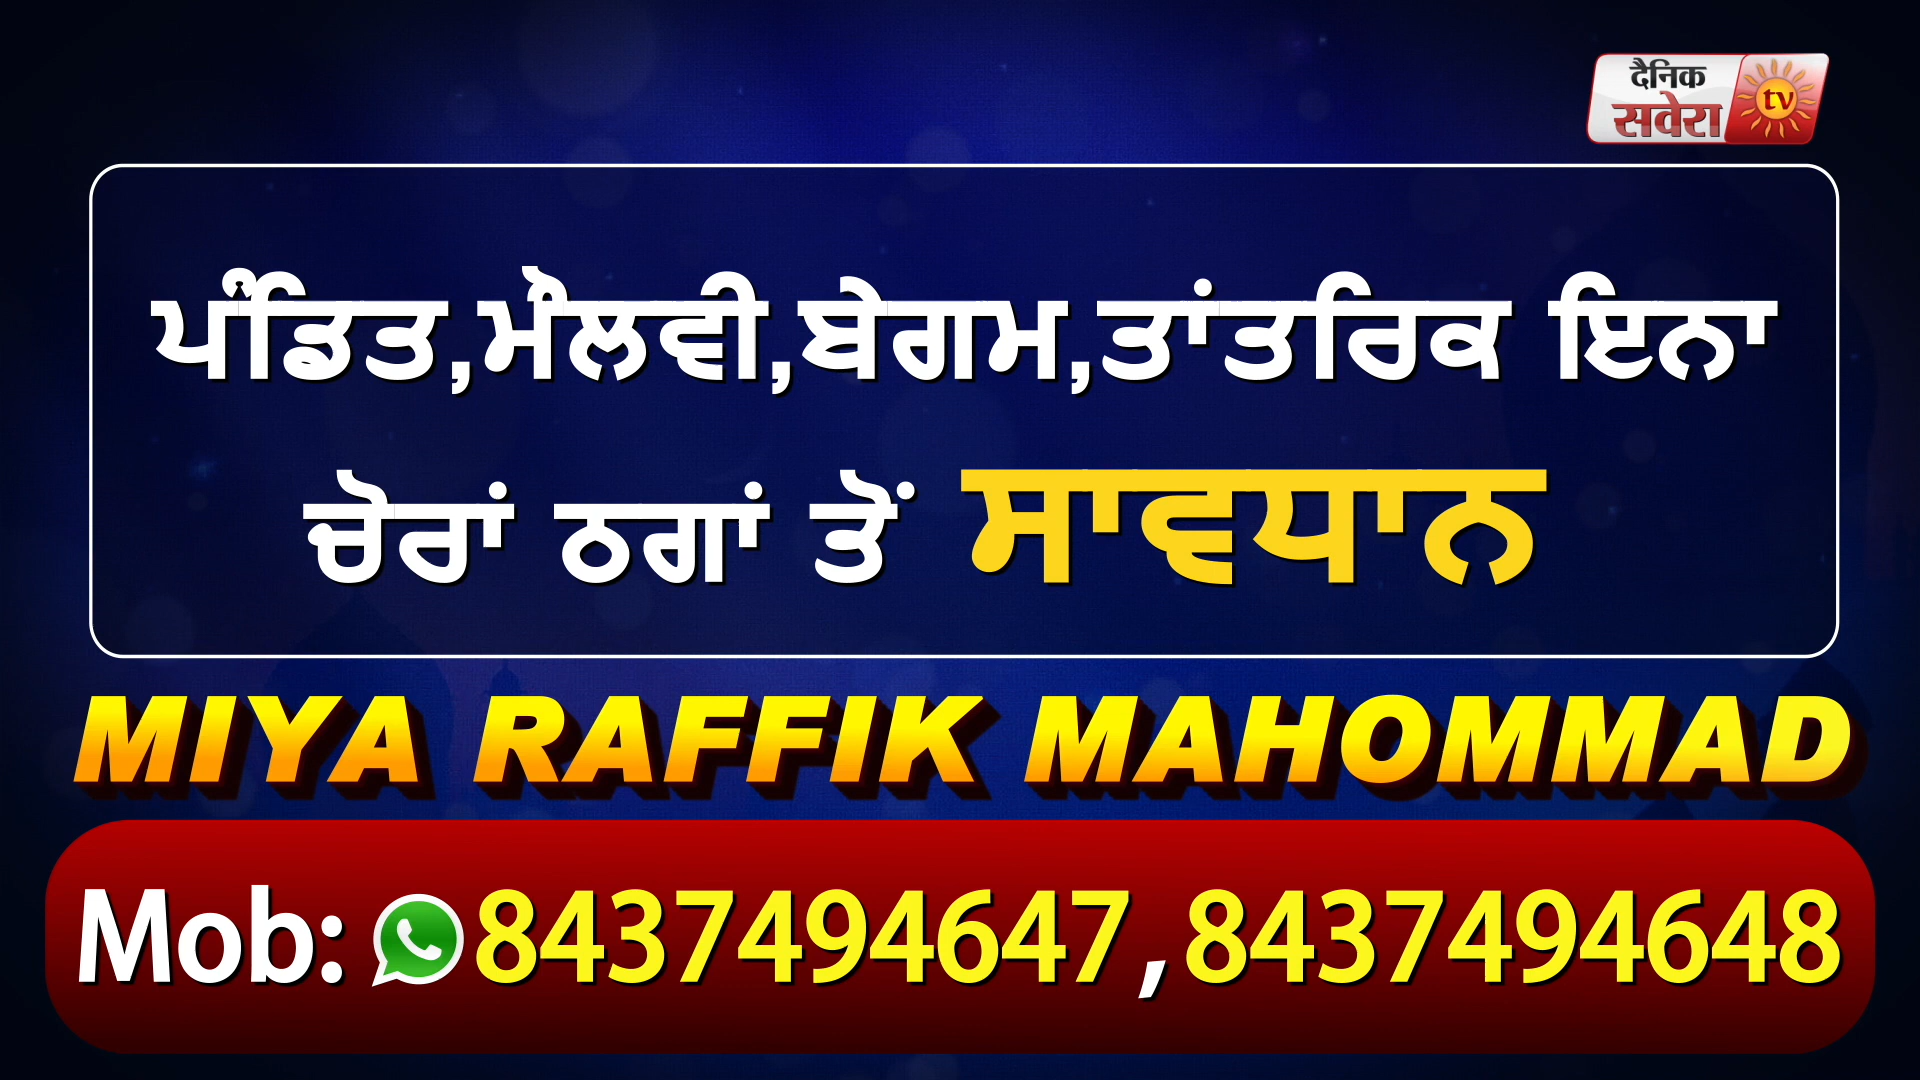 दैनिक
सवेरा tv
ਪੰਡਿਤ,ਮੌਲਵੀ,ਬੇਗਮ,ਤਾਂਤਰਿਕ ਇਨਾ
ਚੋਰਾਂ ਠਗਾਂ ਤੋਂ ਸਾਵਧਾਨ
MIYA RAFFIK MAHOMMAD
Mob: 8437494647, 8437494648